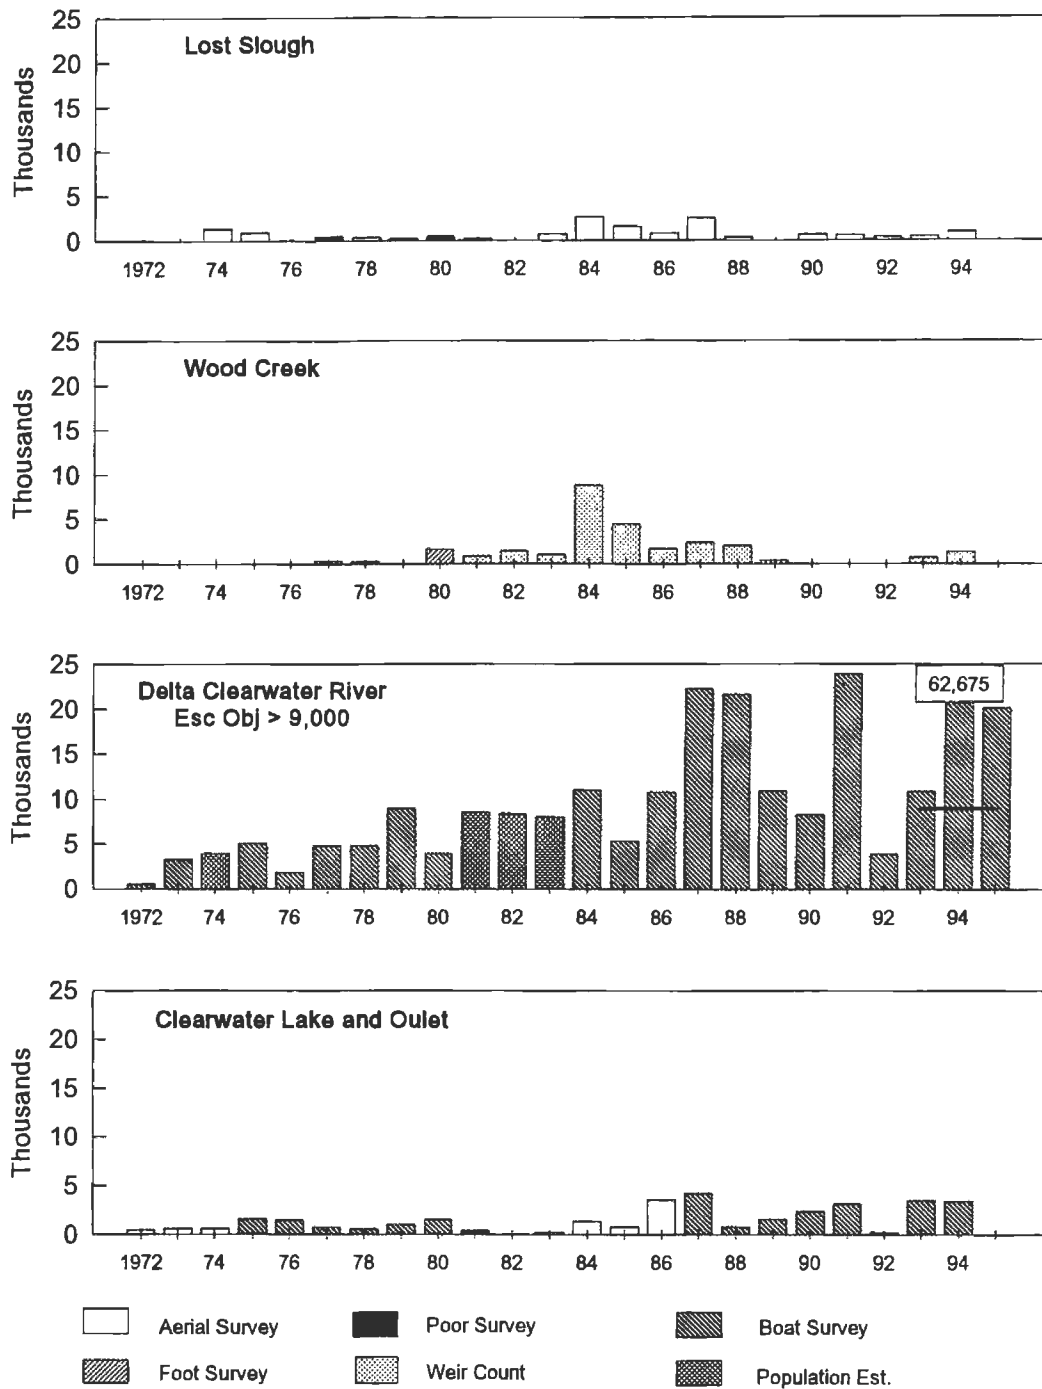 25
Lost Slough
20
15
10
5
0
Thousands
1972 74 76 78 80 82 84 86 88 90 92 94
25
Wood Creek
20
15
10
5
0
Thousands
1972 74 76 78 80 82 84 86 88 90 92 94
25
Delta Clearwater River
Esc Obj > 9,000
62,675
20
15
10
5
0
Thousands
1972 74 76 78 80 82 84 86 88 90 92 94
25
Clearwater Lake and Oulet
20
15
10
5
0
Thousands
1972 74 76 78 80 82 84 86 88 90 92 94
Aerial Survey Poor Survey Boat Survey
Foot Survey Weir Count Population Est.